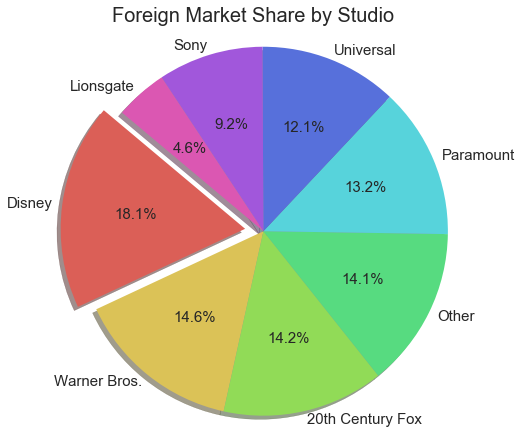 Foreign Market Share by Studio
Sony
Universal
Lionsgate
9.2%
12.1%
4.6%
Paramount
13.2%
Disney
18.1%
14.1%
Other
14.6%
14.2%
Warner Bros.
20th Century Fox